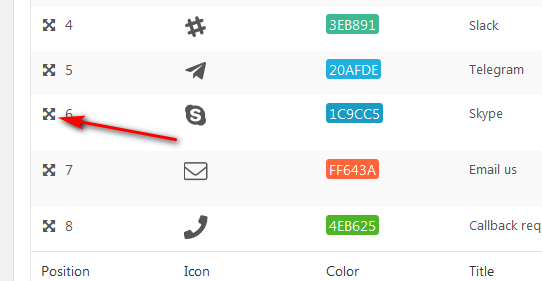 4 3EB891 Slack
5 20AFDE Telegram
6 1C9CC5 Skype
7 FF643A Email us
8 4EB625 Callback req
Position Icon Color Title